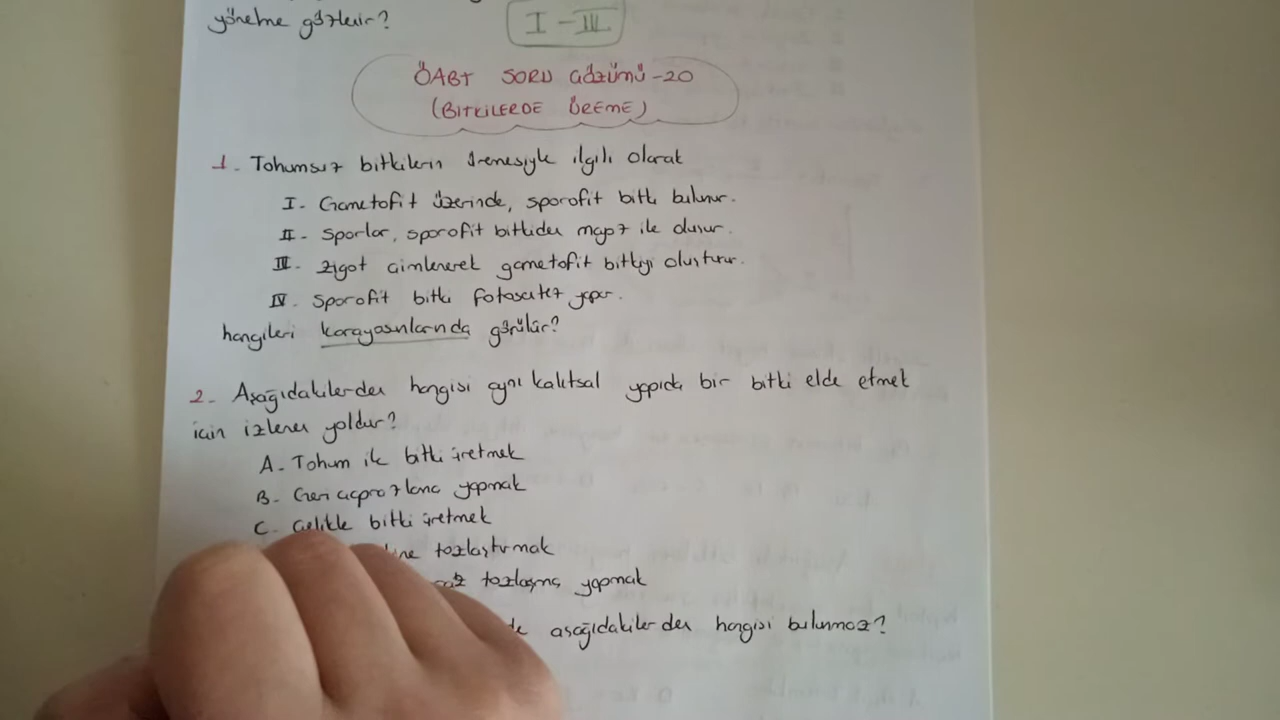 yönelme gözlenir?
I - III
ÖABT SORU ÇÖZÜMÜ-20
(BİTKİLERDE ÜREME)
1- Tohumsuz bitkilerin üremesiyle ilgili olarak
I- Gametofit üzerinde, sporofit bitki bulunur.
II- Sporlar, sporofit bitkiden mayoz ile oluşur.
III- Zigot çimlenerek gametofit bitkiyi oluşturur.
IV- Sporofit bitki fotosentez yapar.
hangileri karayosunlarında görülür?
2- Aşağıdakilerden hangisi aynı kalıtsal yapıda bir bitki elde etmek
için izlenen yoldur?
A- Tohum ile bitki üretmek
B- Geri çaprazlama yapmak
C- Çelikle bitki üretmek
tozlaştırmak
tozlaşma yapmak
aşağıdakilerden hangisi bulunmaz?